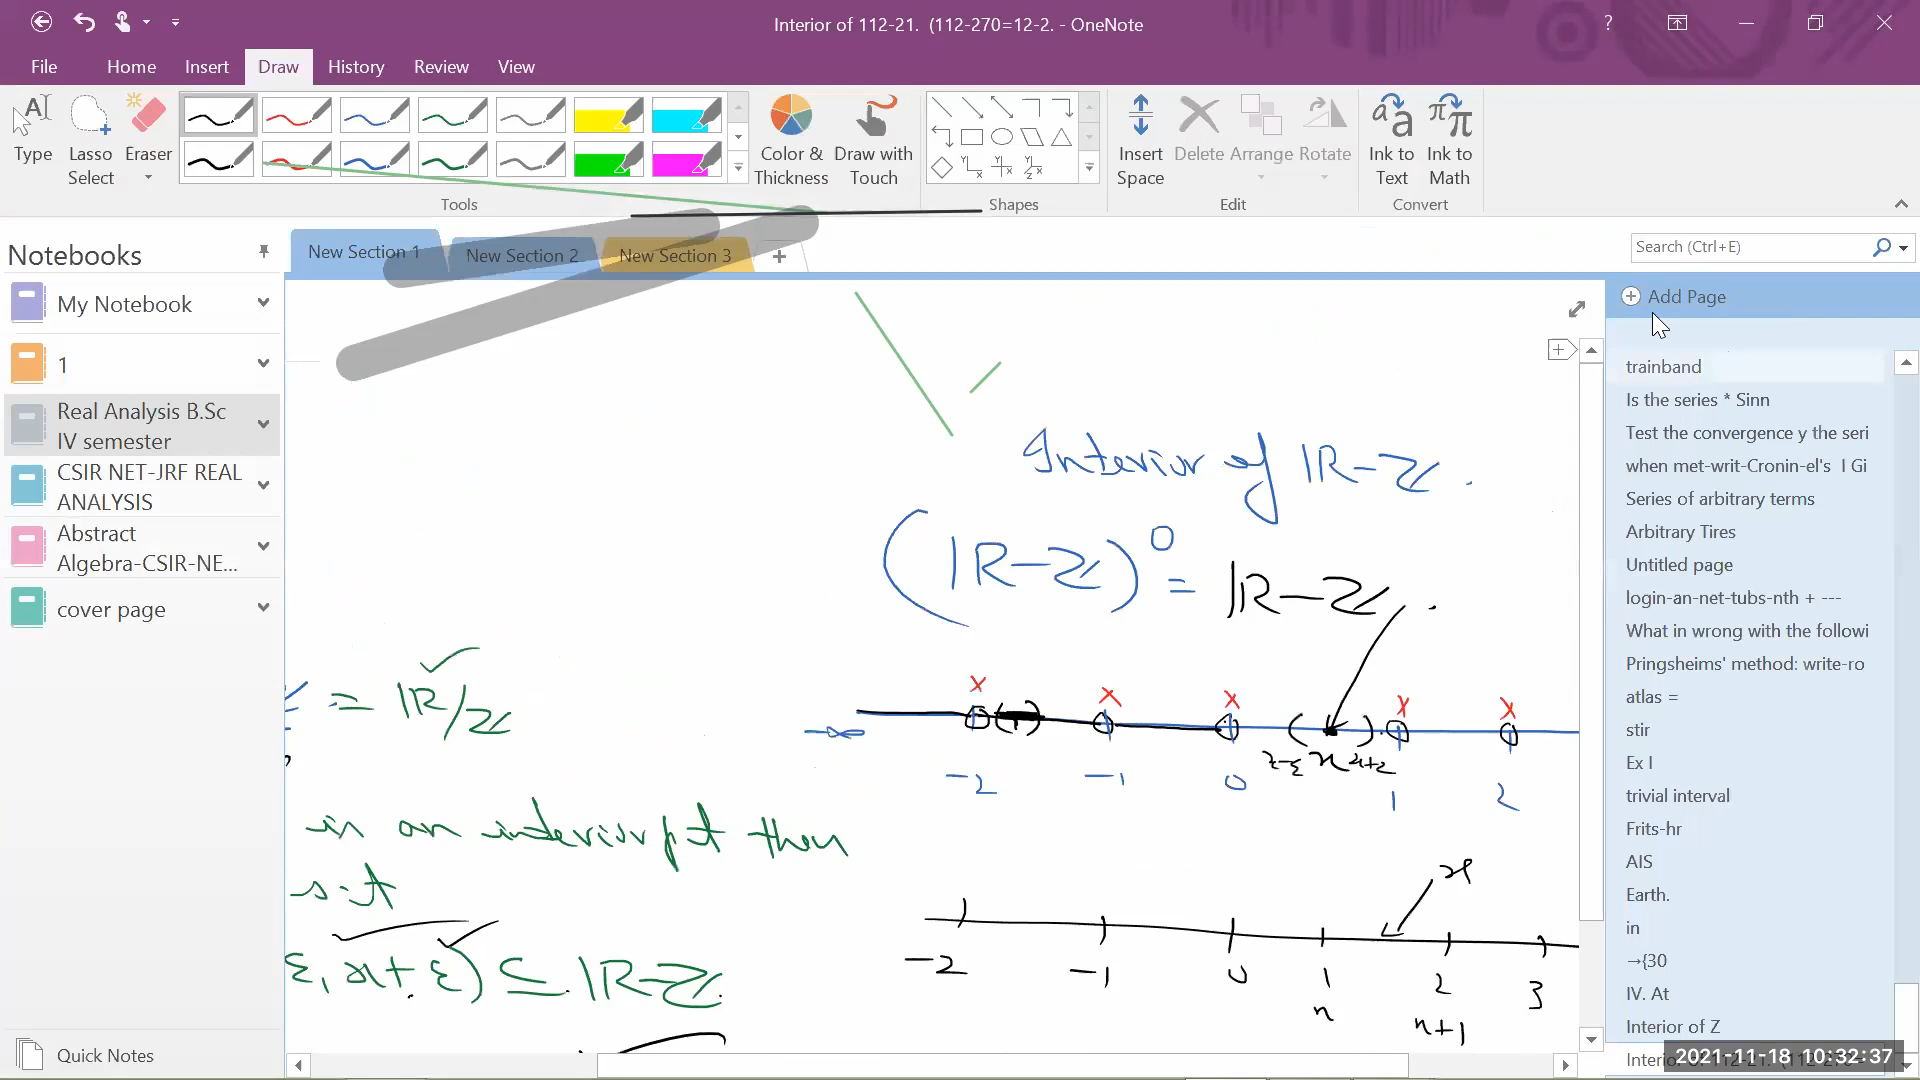 Interior of 112-21. (112-270=12-2. - OneNote
?
File Home Insert Draw History Review View
Type
Lasso Select
Eraser
Color & Thickness
Draw with Touch
Insert Space
Delete
Arrange
Rotate
Ink to Text
Ink to Math
Tools
Shapes
Edit
Convert
Notebooks
New Section 1
New Section 2
New Section 3
Search (Ctrl+E)
My Notebook
1
Real Analysis B.Sc
IV semester
CSIR NET-JRF REAL
ANALYSIS
Abstract
Algebra-CSIR-NE...
cover page
Quick Notes
Interior of ℝ-ℤ.
(ℝ-ℤ)⁰ = ℝ-ℤ.
= ℝ/ℤ
x x x x x
-∞
x-ε x x+ε
-2 -1 0 1 2
in an interior pt then
s.t
x
ε, x+ε) ⊆ ℝ-ℤ.
-2 -1 0 1 2 3
n n+1
Add Page
trainband
Is the series * Sinn
Test the convergence y the seri
when met-writ-Cronin-el's I Gi
Series of arbitrary terms
Arbitrary Tires
Untitled page
login-an-net-tubs-nth + ---
What in wrong with the followi
Pringsheims' method: write-ro
atlas =
stir
Ex I
trivial interval
Frits-hr
AIS
Earth.
in
→{30
IV. At
Interior of Z
2021-11-18 10:32:37